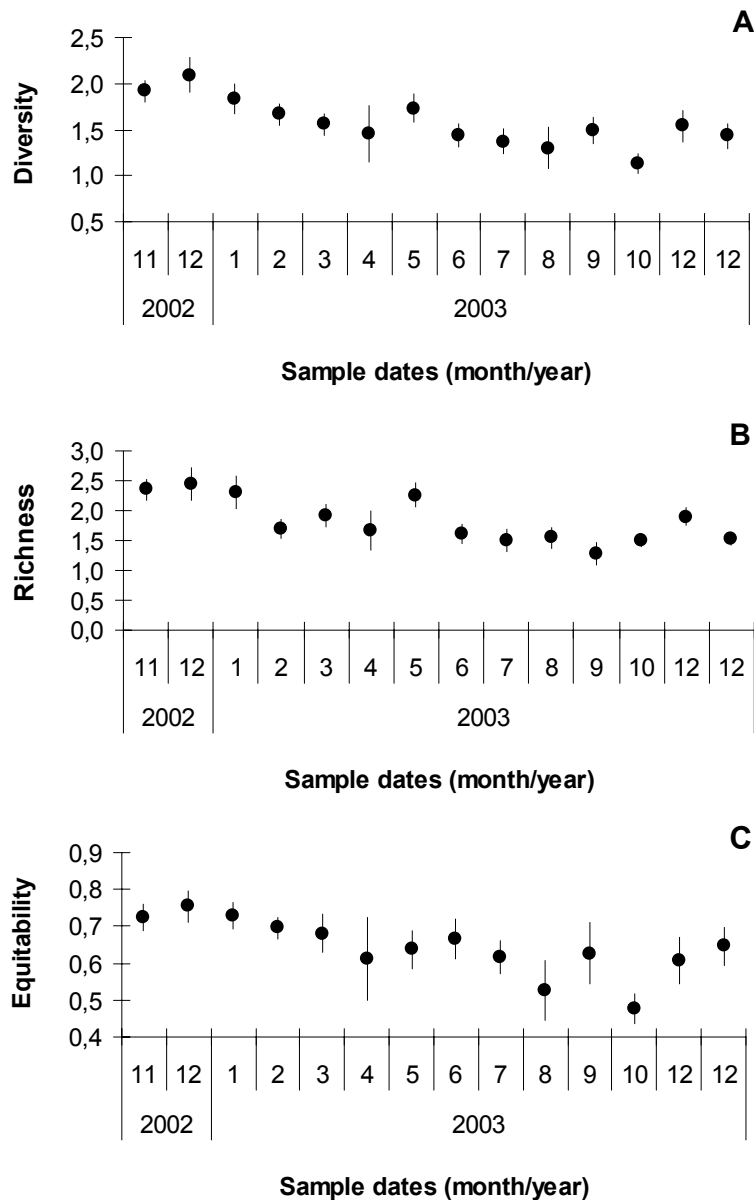 A
2,5
2,0
1,5
1,0
0,5
Diversity
11 12 1 2 3 4 5 6 7 8 9 10 12 12
2002 2003
Sample dates (month/year)
B
3,0
2,5
2,0
1,5
1,0
0,5
0,0
Richness
11 12 1 2 3 4 5 6 7 8 9 10 12 12
2002 2003
Sample dates (month/year)
C
0,9
0,8
0,7
0,6
0,5
0,4
Equitability
11 12 1 2 3 4 5 6 7 8 9 10 12 12
2002 2003
Sample dates (month/year)